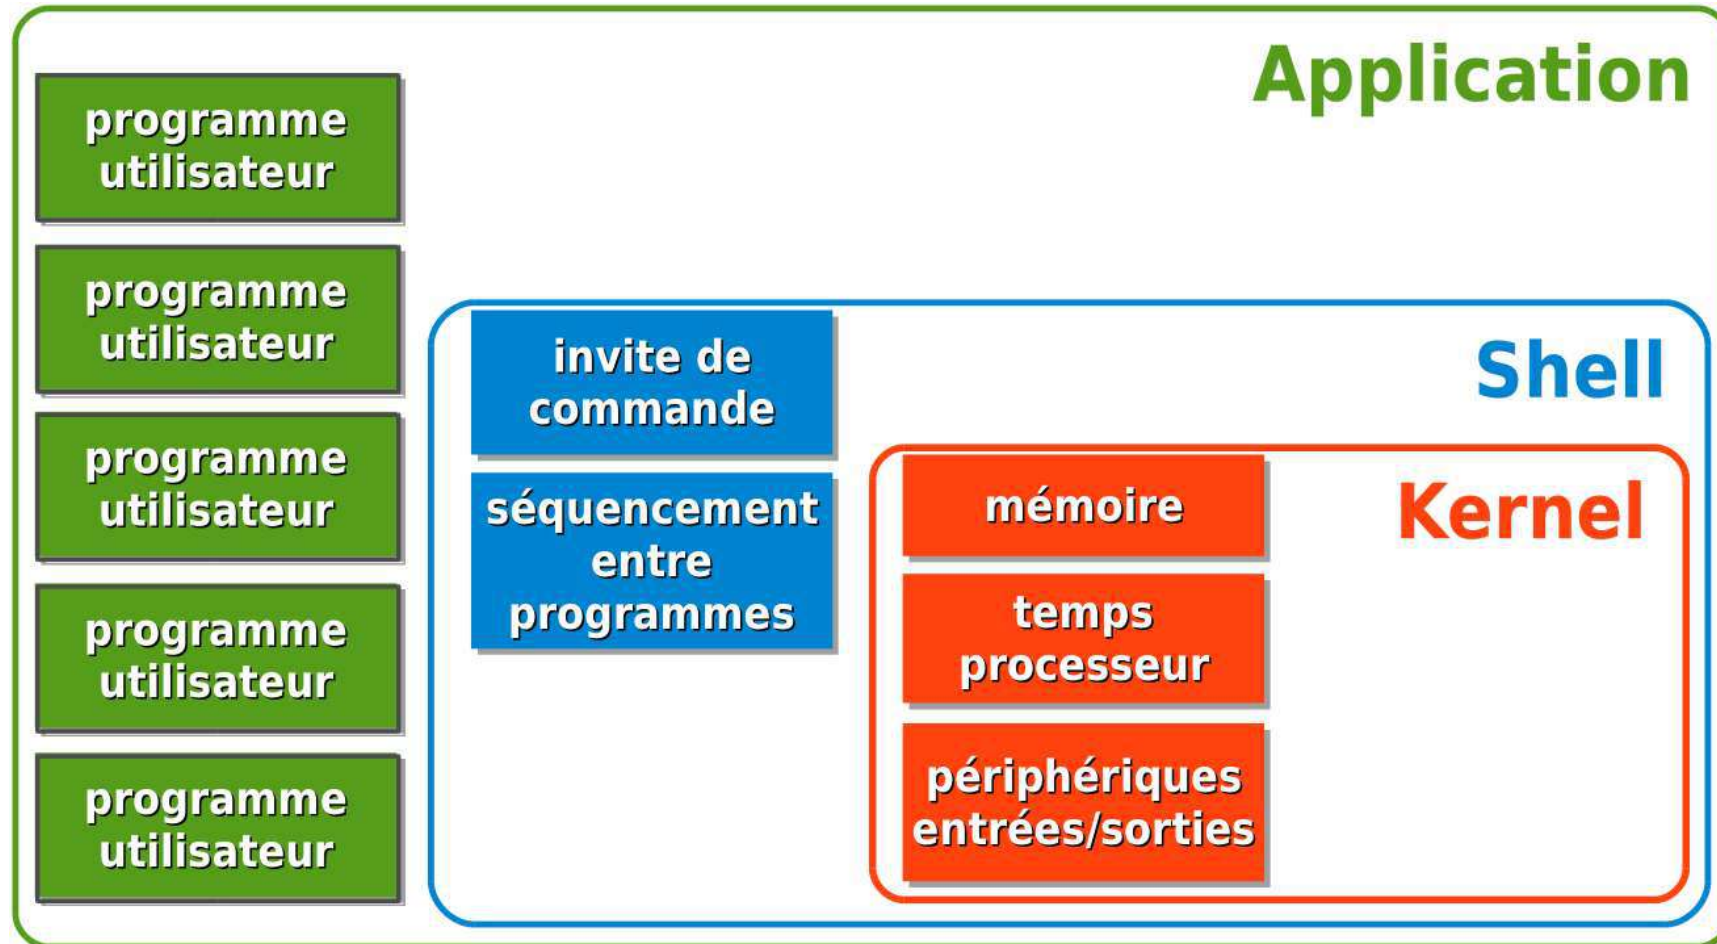 Application
programme
utilisateur
programme
utilisateur
programme
utilisateur
programme
utilisateur
programme
utilisateur
Shell
invite de
commande
séquencement
entre
programmes
Kernel
mémoire
temps
processeur
périphériques
entrées/sorties